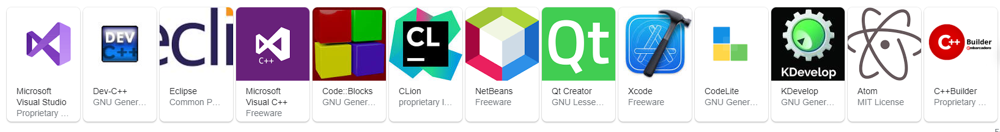 Microsoft
Visual Studio
Proprietary ...
DEV
C++
Dev-C++
GNU Gener...
ecli
Eclipse
Common P...
C++
Microsoft
Visual C++
Freeware
Code::Blocks
GNU Gener...
CL
CLion
proprietary l...
NetBeans
Freeware
Qt
Qt Creator
GNU Lesse...
Xcode
Freeware
CodeLite
GNU Gener...
KDevelop
KDevelop
GNU Gener...
Atom
MIT License
C++ Builder
embarcadero
C++Builder
Proprietary ...